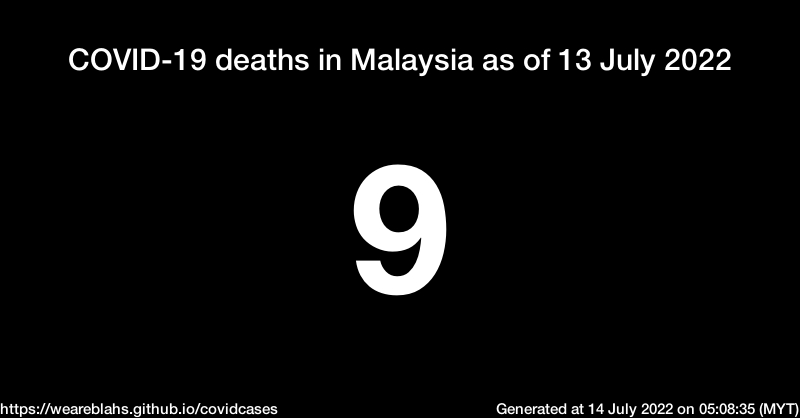 COVID-19 deaths in Malaysia as of 13 July 2022
9
https://weareblahs.github.io/covidcases
Generated at 14 July 2022 on 05:08:35 (MYT)